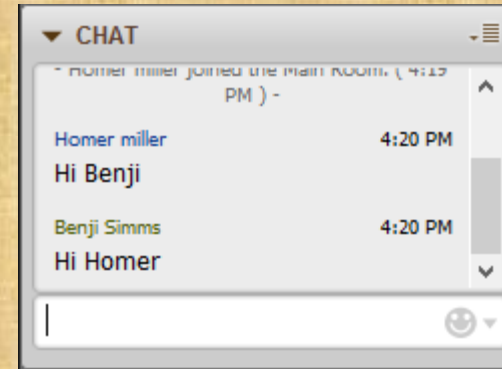 CHAT
- Homer miller joined the Main Room. ( 4:19
PM ) -
Homer miller 4:20 PM
Hi Benji
Benji Simms 4:20 PM
Hi Homer